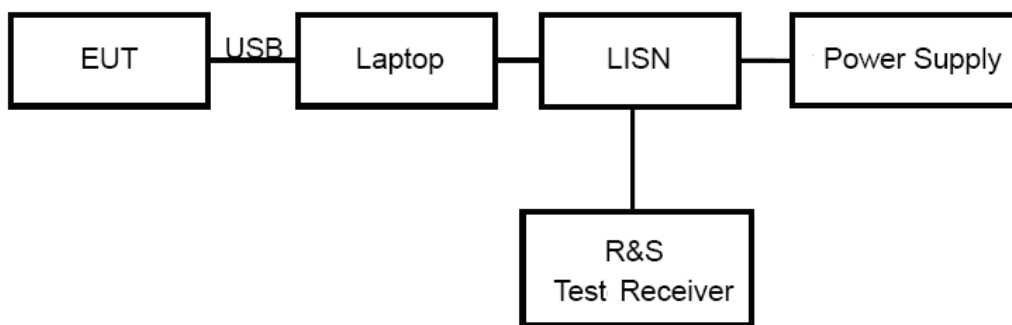 EUT
USB
Laptop
LISN
Power Supply
R&S
Test Receiver